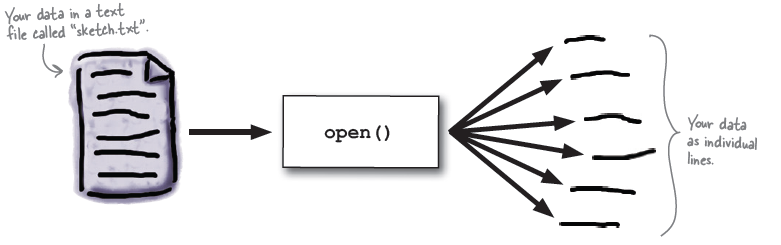 Your data in a text
file called “sketch.txt”.
open()
Your data
as individual
lines.